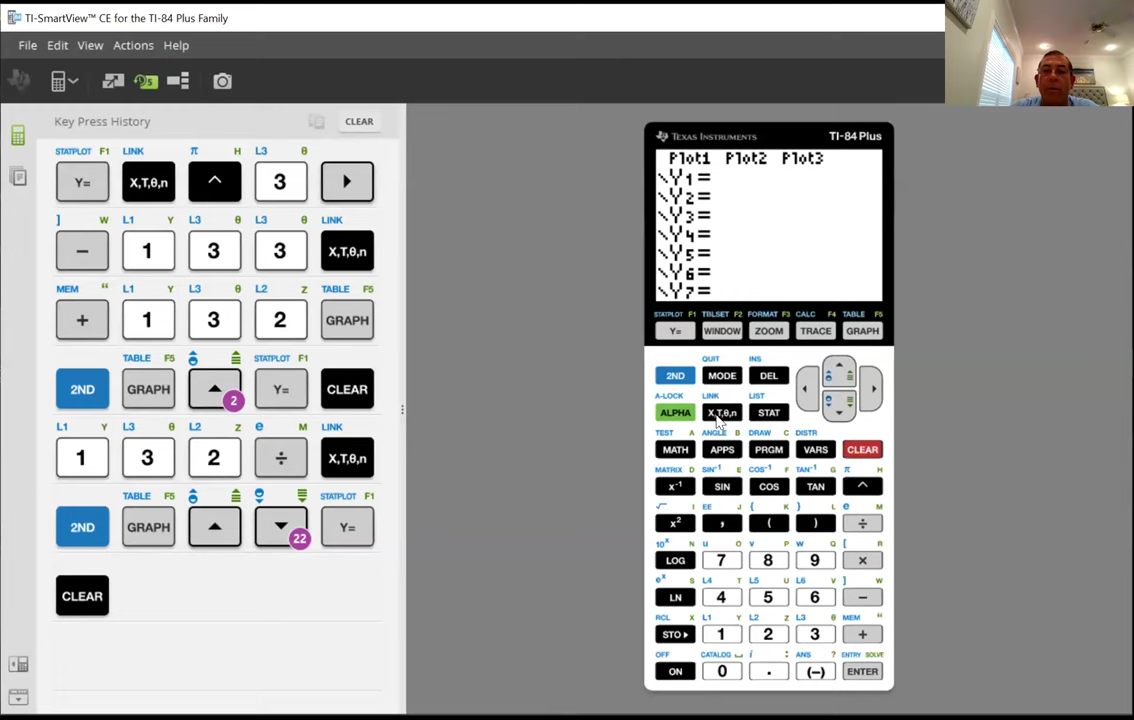 TI-SmartView™ CE for the TI-84 Plus Family
File Edit View Actions Help
Key Press History CLEAR
STATPLOT F1 LINK π H L3 θ
Y= X,T,θ,n ^ 3
] W L1 Y L3 θ L3 θ LINK
− 1 3 3 X,T,θ,n
MEM “ L1 Y L3 θ L2 Z TABLE F5
+ 1 3 2 GRAPH
TABLE F5 STATPLOT F1
2ND GRAPH 2 Y= CLEAR
L1 Y L3 θ L2 Z e M LINK
1 3 2 ÷ X,T,θ,n
TABLE F5 STATPLOT F1
2ND GRAPH 22 Y=
CLEAR
TEXAS INSTRUMENTS TI-84 Plus
Plot1 Plot2 Plot3
\Y1=
\Y2=
\Y3=
\Y4=
\Y5=
\Y6=
\Y7=
STATPLOT F1 TBLSET F2 FORMAT F3 CALC F4 TABLE F5
Y= WINDOW ZOOM TRACE GRAPH
QUIT INS
2ND MODE DEL
A-LOCK LINK LIST
ALPHA X,T,θ,n STAT
TEST A ANGLE B DRAW C DISTR
MATH APPS PRGM VARS CLEAR
MATRIX D SIN⁻¹ E COS⁻¹ F TAN⁻¹ G π H
x⁻¹ SIN COS TAN ^
√ I EE J { K } L e M
x² , ( ) ÷
10ˣ N u O v P w Q [ R
LOG 7 8 9 ×
eˣ S L4 T L5 U L6 V ] W
LN 4 5 6 −
RCL X L1 Y L2 Z L3 θ MEM “
STO▸ 1 2 3 +
OFF CATALOG ⎵ i : ANS ? ENTRY SOLVE
ON 0 . (−) ENTER